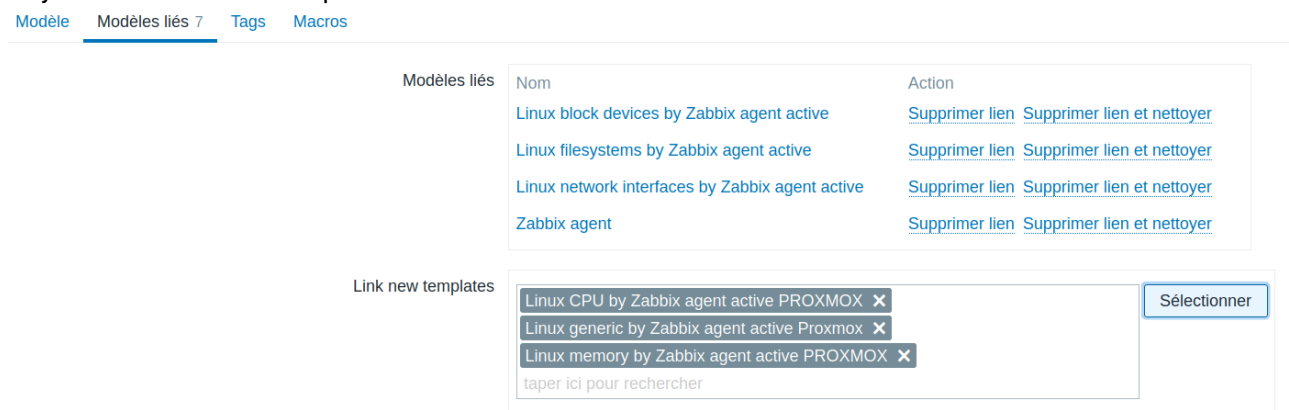 Modèle Modèles liés 7 Tags Macros
Modèles liés Nom Action
Linux block devices by Zabbix agent active Supprimer lien Supprimer lien et nettoyer
Linux filesystems by Zabbix agent active Supprimer lien Supprimer lien et nettoyer
Linux network interfaces by Zabbix agent active Supprimer lien Supprimer lien et nettoyer
Zabbix agent Supprimer lien Supprimer lien et nettoyer
Link new templates Linux CPU by Zabbix agent active PROXMOX Sélectionner
Linux generic by Zabbix agent active Proxmox
Linux memory by Zabbix agent active PROXMOX
taper ici pour rechercher